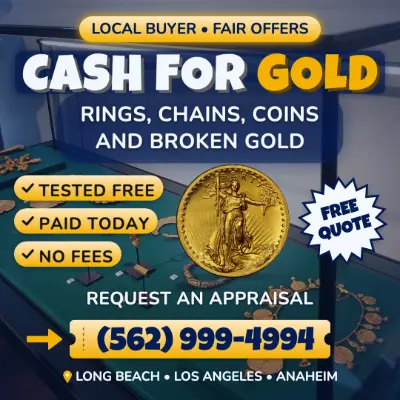 LOCAL BUYER • FAIR OFFERS
CASH FOR GOLD
RINGS, CHAINS, COINS
AND BROKEN GOLD
TESTED FREE
PAID TODAY
NO FEES
FREE
QUOTE
REQUEST AN APPRAISAL
(562) 999-4994
LONG BEACH • LOS ANGELES • ANAHEIM